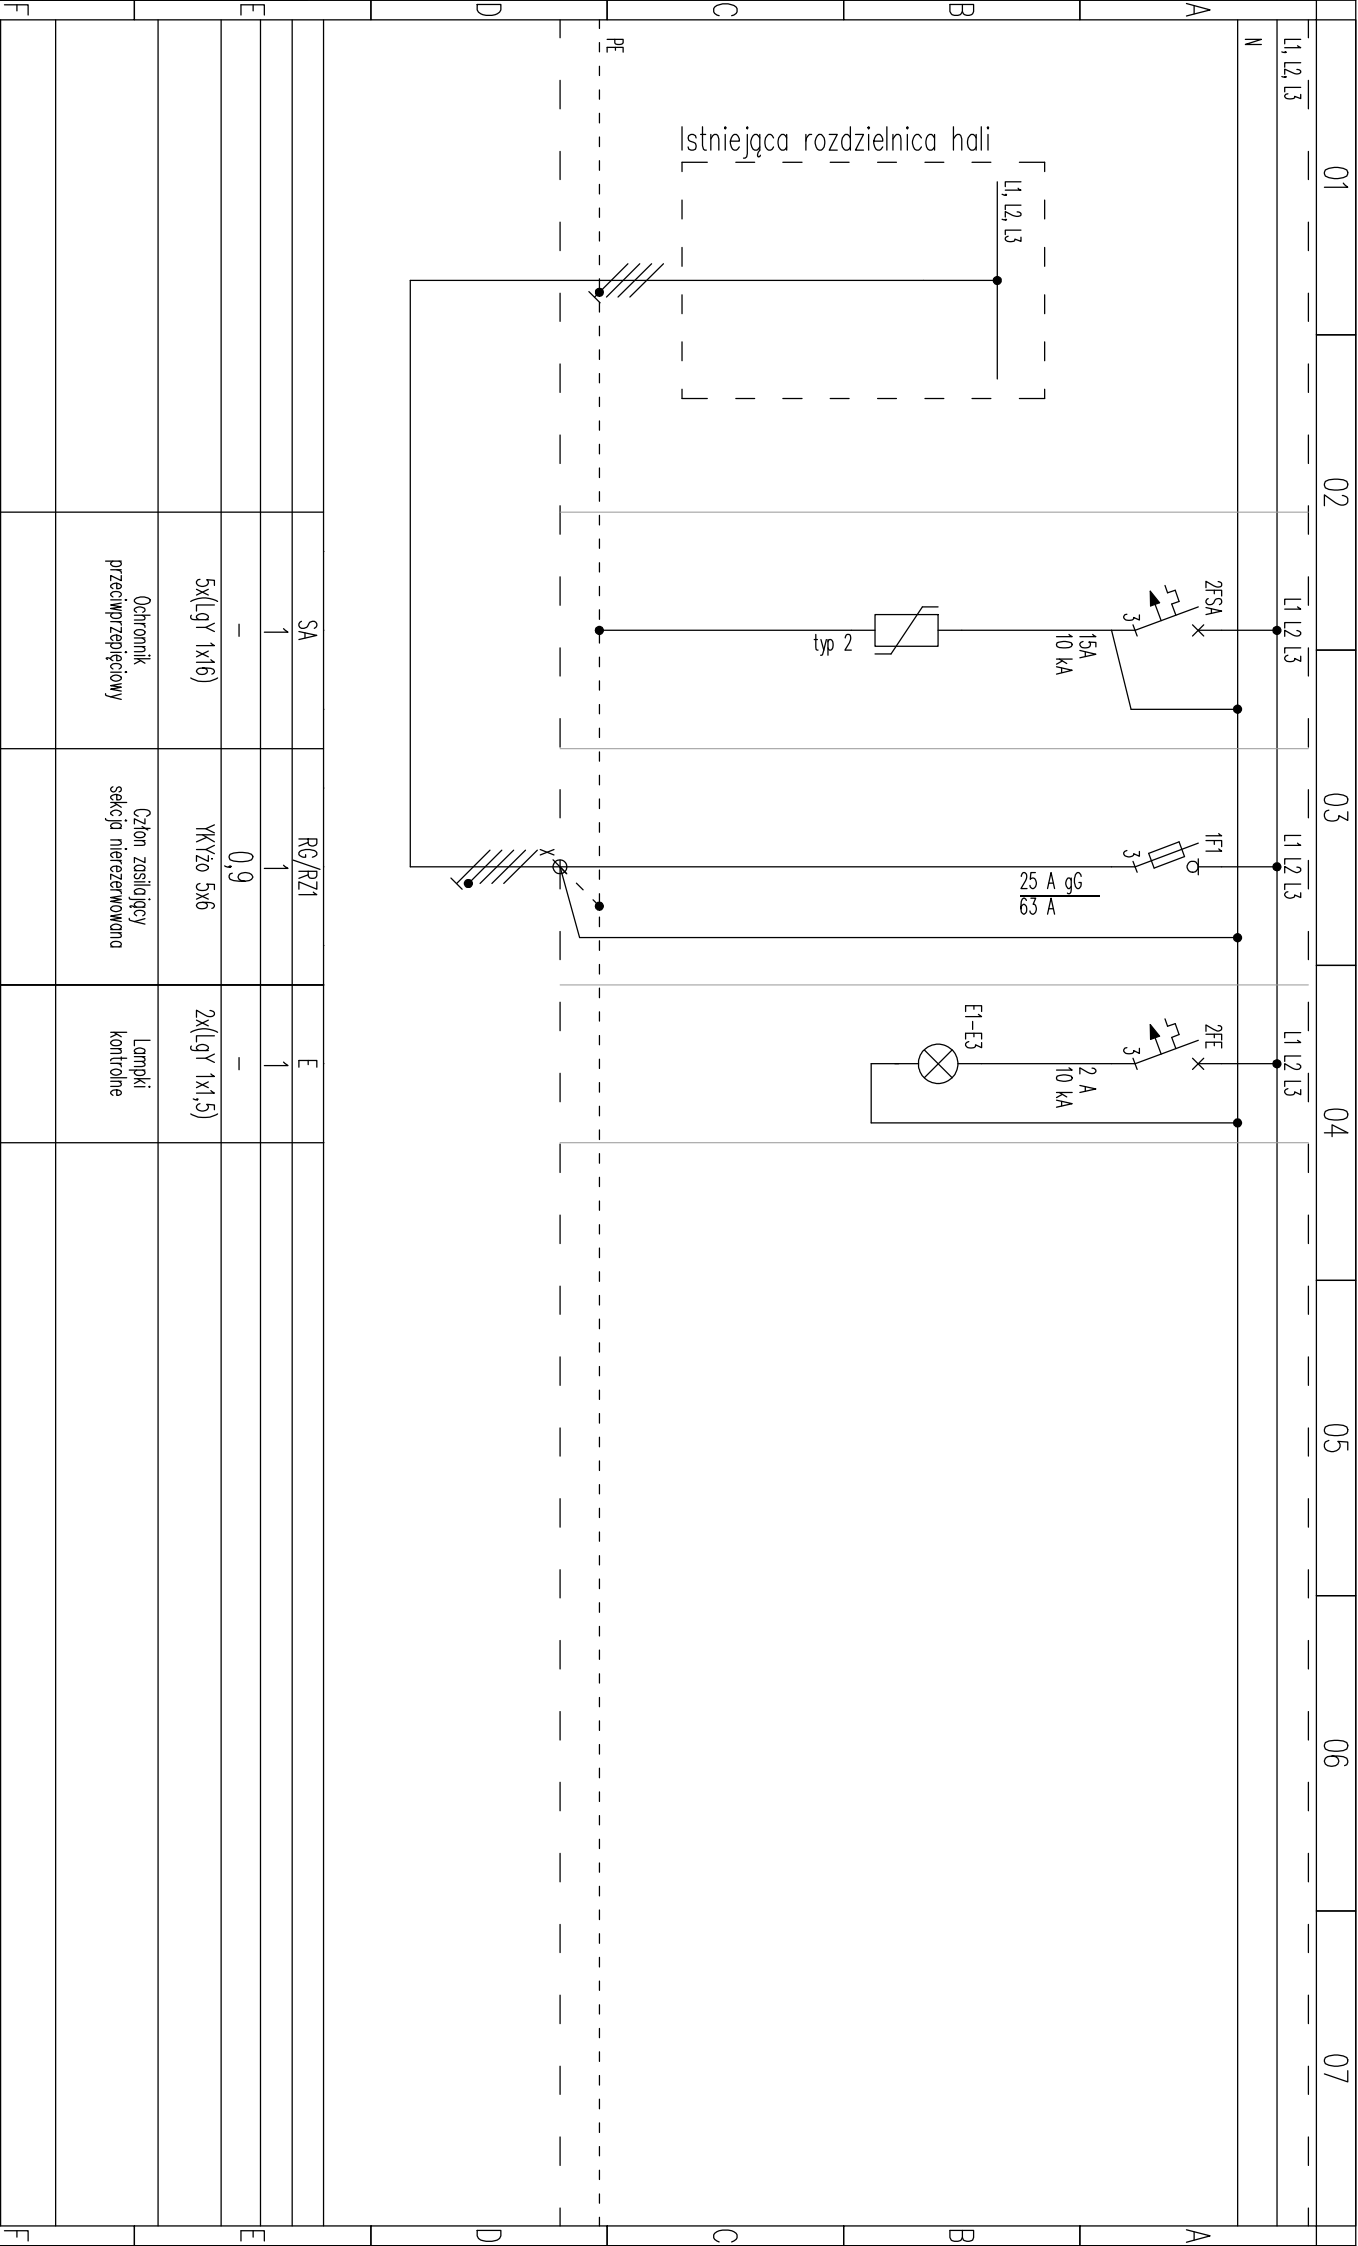 01
02
03
04
05
06
07
A
B
C
D
E
F
A
B
C
D
E
F
L1, L2, L3
N
PE
Istniejąca rozdzielnica hali
L1, L2, L3
L1 L2 L3
2FSA
3
15A
10 kA
typ 2
L1 L2 L3
1F1
3
25 A gG
63 A
X
L1 L2 L3
2FE
3
2 A
10 kA
E1-E3
SA
1
-
5x(LgY 1x16)
Ochronnik
przeciwprzepięciowy
RG/RZ1
1
0,9
YKYżo 5x6
Człon zasilający
sekcja nierezerwowana
E
1
-
2x(LgY 1x1,5)
Lampki
kontrolne